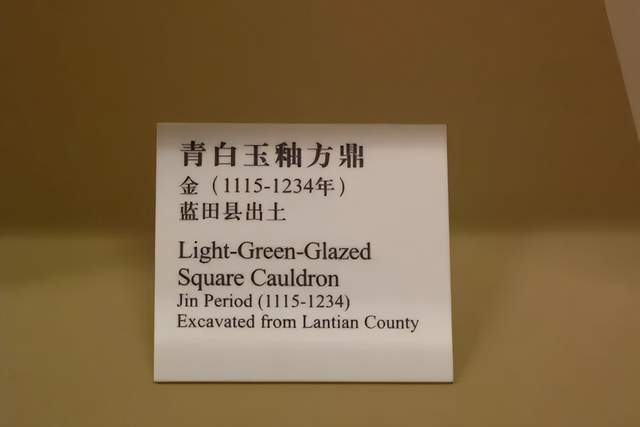 青白玉釉方鼎
金（1115-1234年）
蓝田县出土
Light-Green-Glazed
Square Cauldron
Jin Period (1115-1234)
Excavated from Lantian County